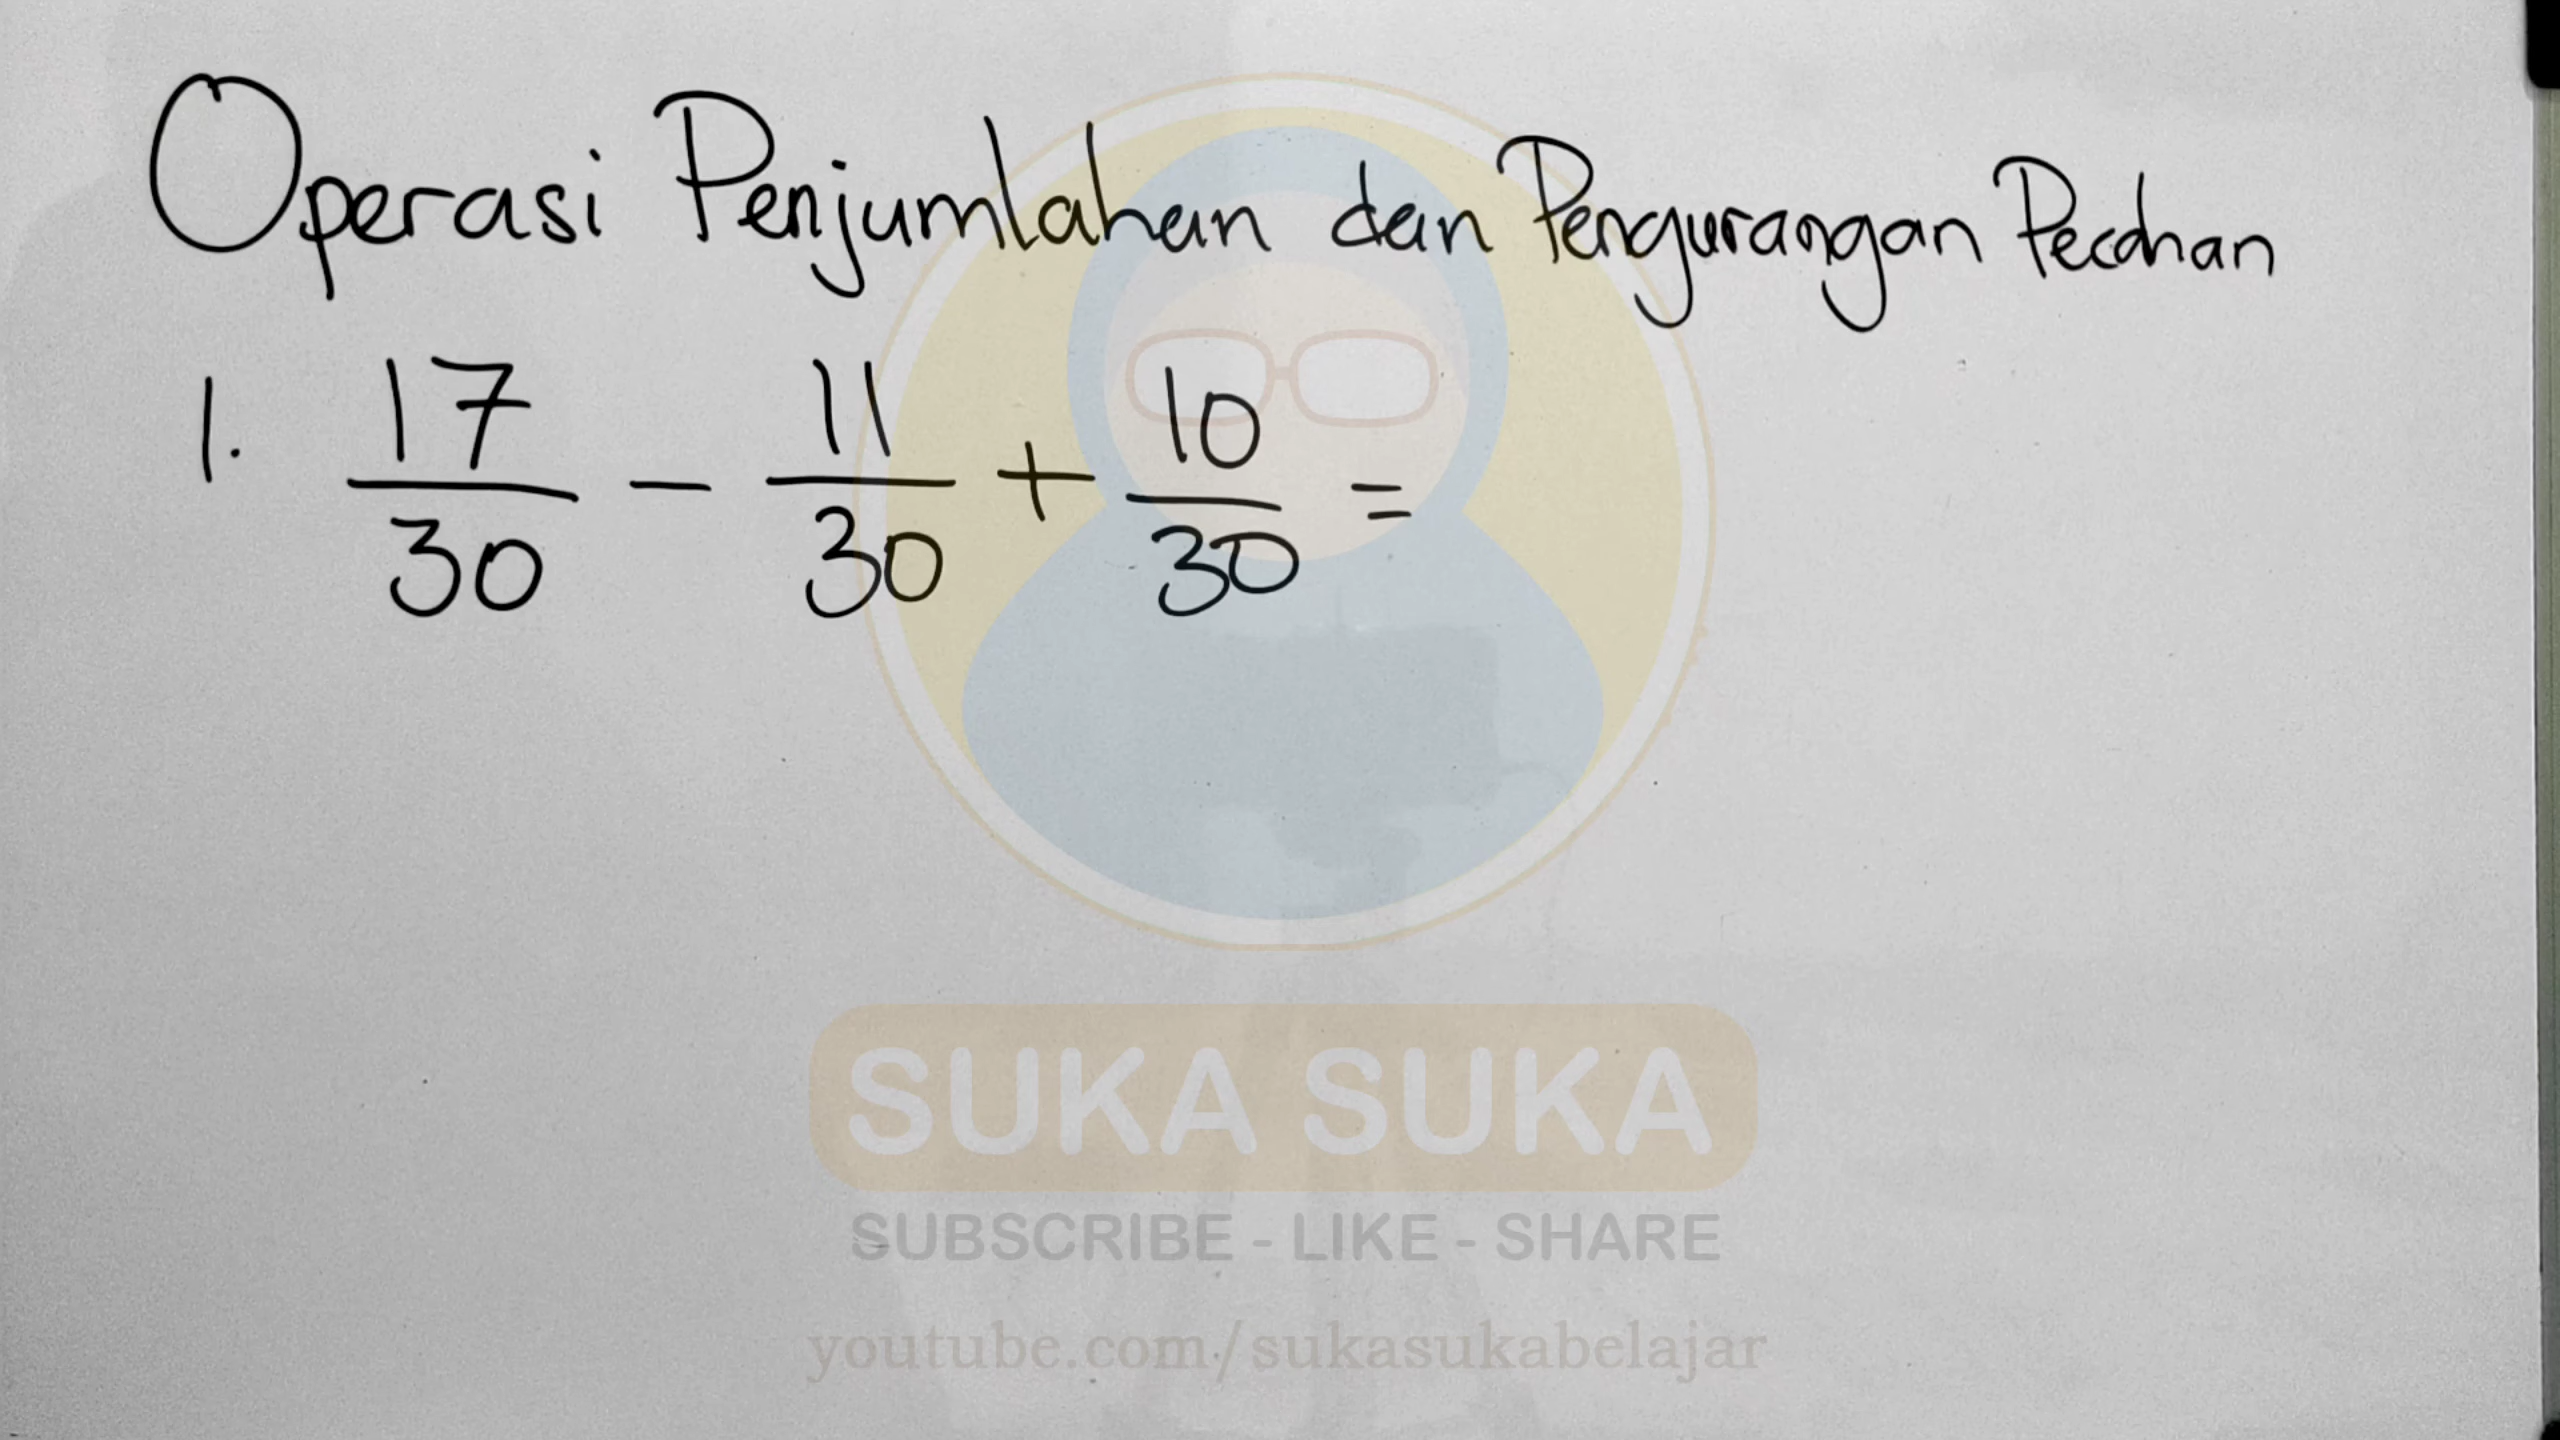 Operasi Penjumlahan dan Pengurangan Pecahan
1. 17/30 - 11/30 + 10/30 =
SUKA SUKA
SUBSCRIBE - LIKE - SHARE
youtube.com/sukasukabelajar